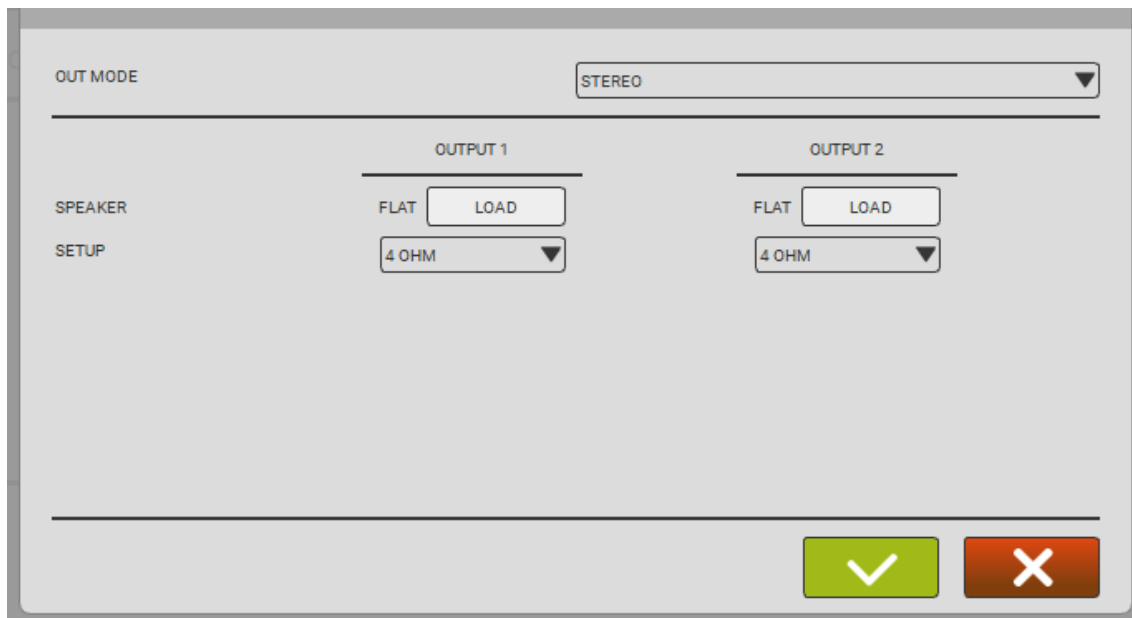 OUT MODE STEREO
OUTPUT 1 OUTPUT 2
SPEAKER FLAT LOAD FLAT LOAD
SETUP 4 OHM 4 OHM